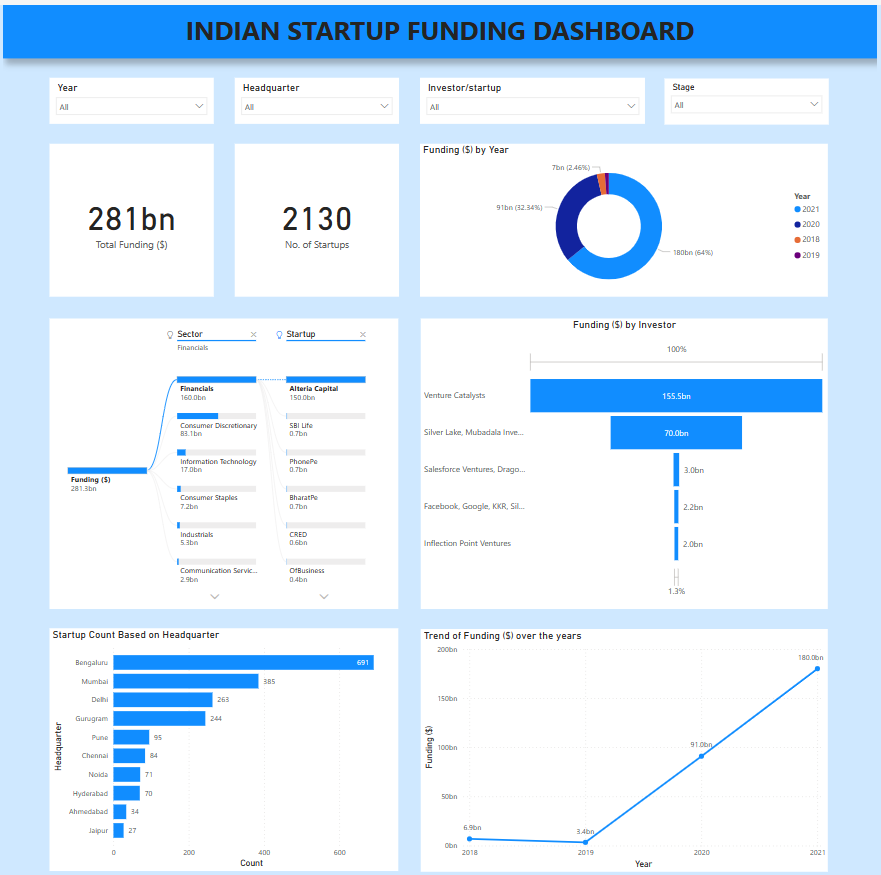 INDIAN STARTUP FUNDING DASHBOARD
Year
All
Headquarter
All
Investor/startup
All
Stage
All
281bn
Total Funding ($)
2130
No. of Startups
Funding ($) by Year
7bn (2.46%)
91bn (32.34%)
180bn (64%)
Year
2021
2020
2018
2019
Sector
Financials
Startup
Funding ($)
281.3bn
Financials
160.0bn
Consumer Discretionary
83.1bn
Information Technology
17.0bn
Consumer Staples
7.2bn
Industrials
5.3bn
Communication Servic...
2.9bn
Alteria Capital
150.0bn
SBI Life
0.7bn
PhonePe
0.7bn
BharatPe
0.7bn
CRED
0.6bn
OfBusiness
0.4bn
Funding ($) by Investor
100%
Venture Catalysts
155.5bn
Silver Lake, Mubadala Inve...
70.0bn
Salesforce Ventures, Drago...
3.0bn
Facebook, Google, KKR, Sil...
2.2bn
Inflection Point Ventures
2.0bn
1.3%
Startup Count Based on Headquarter
Headquarter
Bengaluru 691
Mumbai 385
Delhi 263
Gurugram 244
Pune 95
Chennai 84
Noida 71
Hyderabad 70
Ahmedabad 34
Jaipur 27
0 200 400 600
Count
Trend of Funding ($) over the years
Funding ($)
200bn
150bn
100bn
50bn
0bn
6.9bn
3.4bn
91.0bn
180.0bn
2018 2019 2020 2021
Year